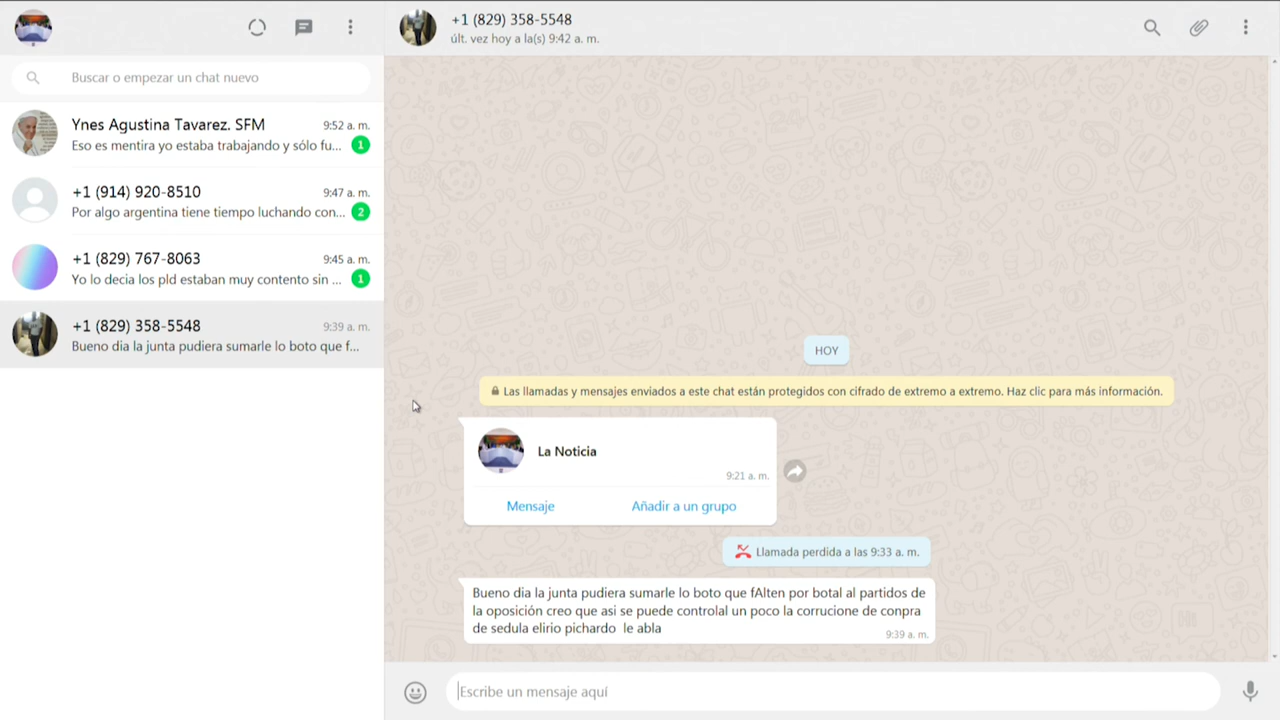 Buscar o empezar un chat nuevo
Ynes Agustina Tavarez. SFM
9:52 a. m.
Eso es mentira yo estaba trabajando y sólo fu...
1
+1 (914) 920-8510
9:47 a. m.
Por algo argentina tiene tiempo luchando con...
2
+1 (829) 767-8063
9:45 a. m.
Yo lo decia los pld estaban muy contento sin ...
1
+1 (829) 358-5548
9:39 a. m.
Bueno dia la junta pudiera sumarle lo boto que f...
+1 (829) 358-5548
últ. vez hoy a la(s) 9:42 a. m.
HOY
Las llamadas y mensajes enviados a este chat están protegidos con cifrado de extremo a extremo. Haz clic para más información.
La Noticia
9:21 a. m.
Mensaje
Añadir a un grupo
Llamada perdida a las 9:33 a. m.
Bueno dia la junta pudiera sumarle lo boto que fAlten por botal al partidos de
la oposición creo que asi se puede controlal un poco la corrucione de conpra
de sedula elirio pichardo le abla
9:39 a. m.
Escribe un mensaje aquí